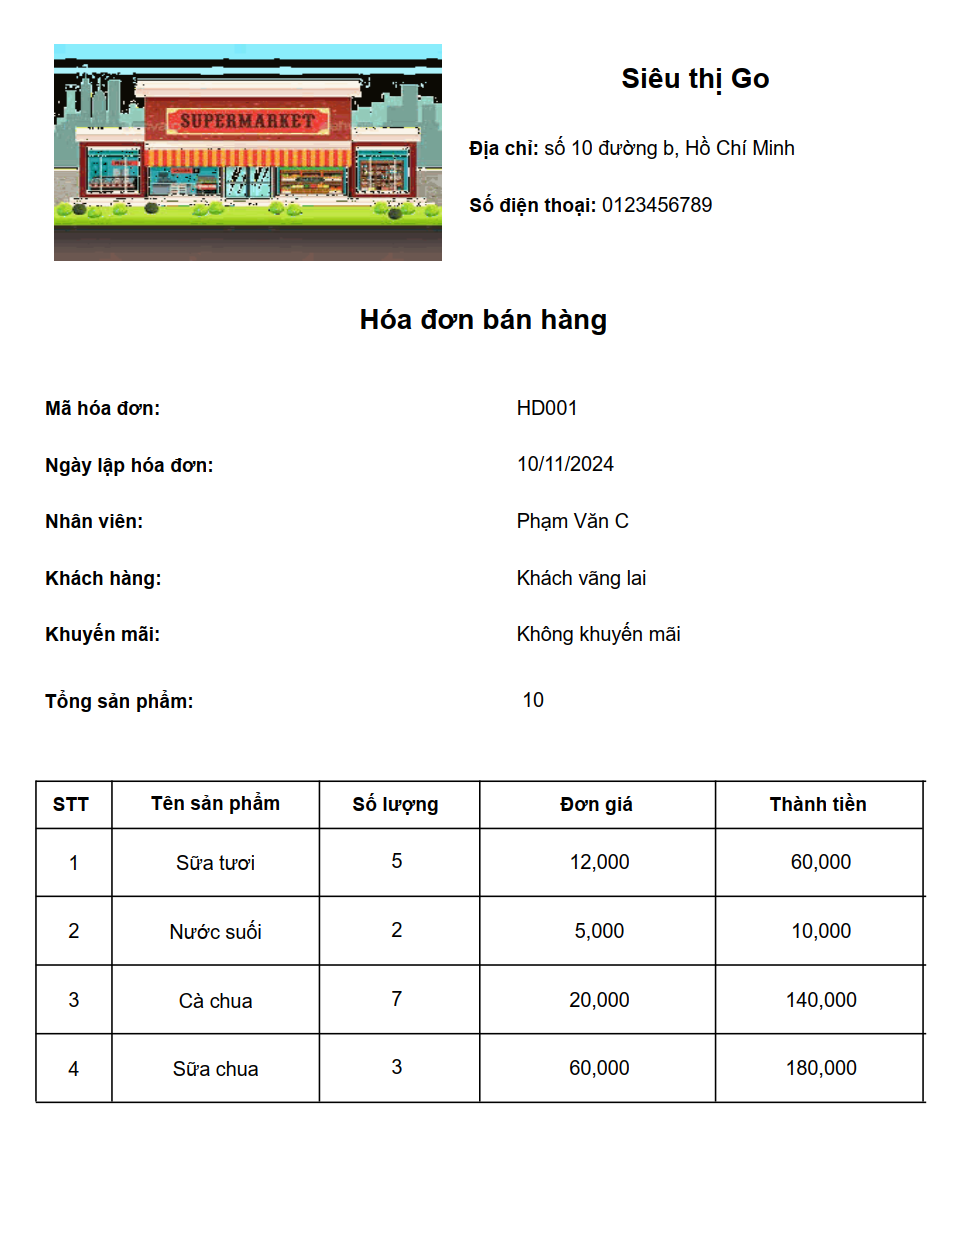 SUPERMARKET
Siêu thị Go
Địa chỉ: số 10 đường b, Hồ Chí Minh
Số điện thoại: 0123456789
Hóa đơn bán hàng
Mã hóa đơn: HD001
Ngày lập hóa đơn: 10/11/2024
Nhân viên: Phạm Văn C
Khách hàng: Khách vãng lai
Khuyến mãi: Không khuyến mãi
Tổng sản phẩm: 10
STT Tên sản phẩm Số lượng Đơn giá Thành tiền
1 Sữa tươi 5 12,000 60,000
2 Nước suối 2 5,000 10,000
3 Cà chua 7 20,000 140,000
4 Sữa chua 3 60,000 180,000